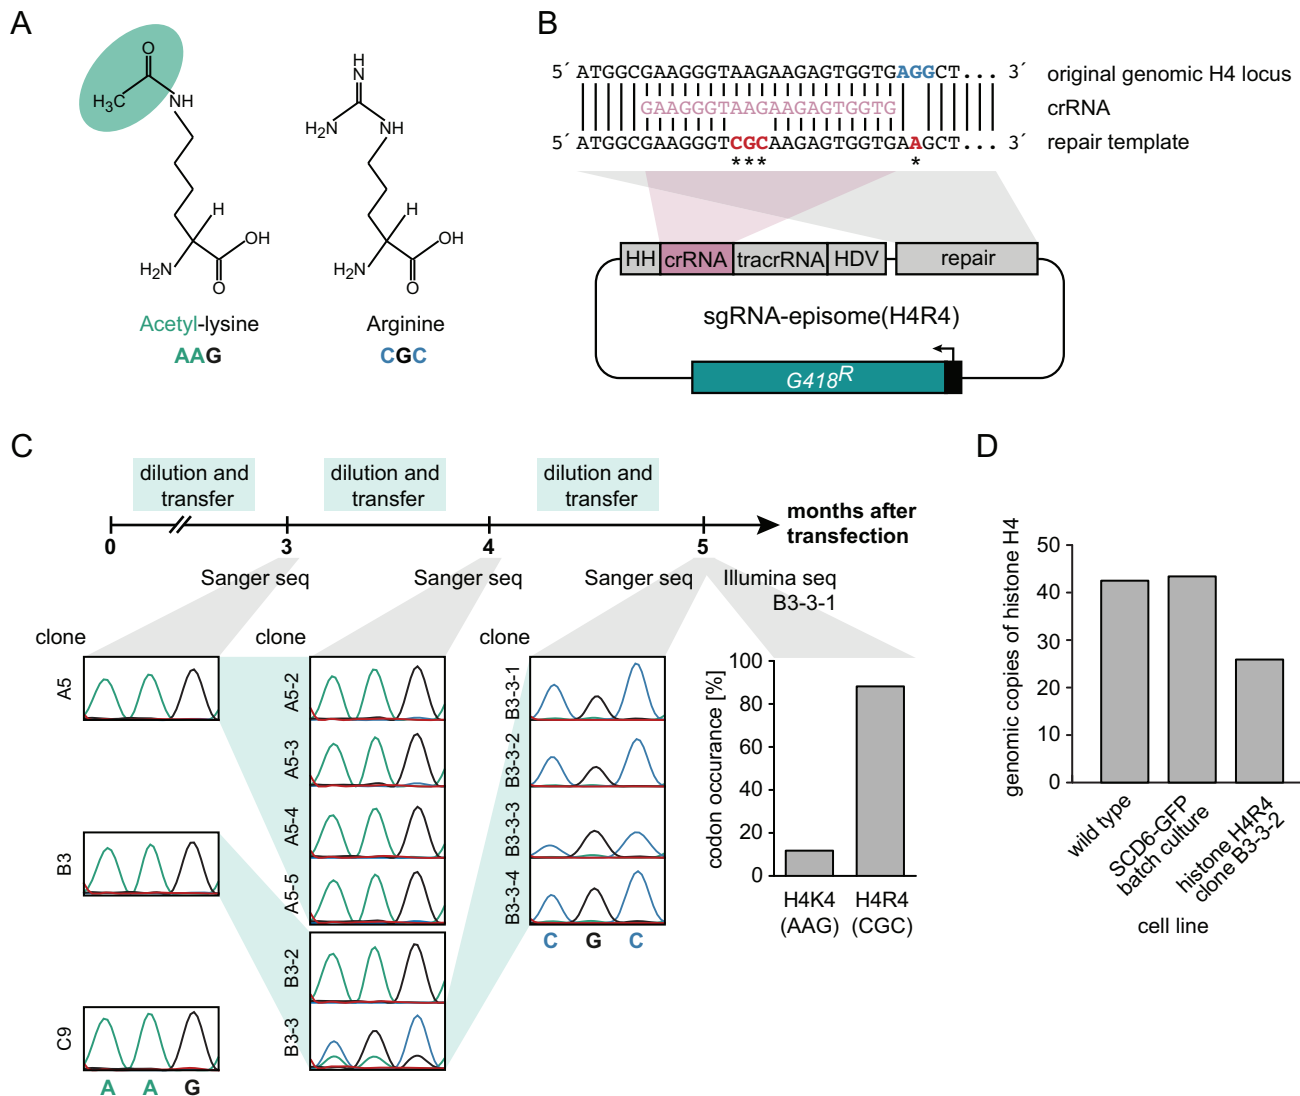 A
O
H₃C
NH
H
OH
H₂N
O
Acetyl-lysine
AAG
H
N
H₂N
NH
H
OH
H₂N
O
Arginine
CGC
B
5´ ATGGCGAAGGGTAAGAAGAGTGGTGAGGCT... 3´ original genomic H4 locus
GAAGGGTAAGAAGAGTGGTG crRNA
5´ ATGGCGAAGGGTCGCAAGAGTGGTGAAGCT... 3´ repair template
*** *
HH crRNA tracrRNA HDV repair
sgRNA-episome(H4R4)
G418R
C
dilution and transfer
dilution and transfer
dilution and transfer
0 3 4 5
months after transfection
Sanger seq
Sanger seq
Sanger seq
Illumina seq
B3-3-1
clone
A5
B3
C9
A A G
clone
A5-2
A5-3
A5-4
A5-5
B3-2
B3-3
clone
B3-3-1
B3-3-2
B3-3-3
B3-3-4
C G C
codon occurance [%]
100
80
60
40
20
0
H4K4 (AAG)
H4R4 (CGC)
D
genomic copies of histone H4
50
40
30
20
10
0
wild type
SCD6-GFP batch culture
histone H4R4 clone B3-3-2
cell line